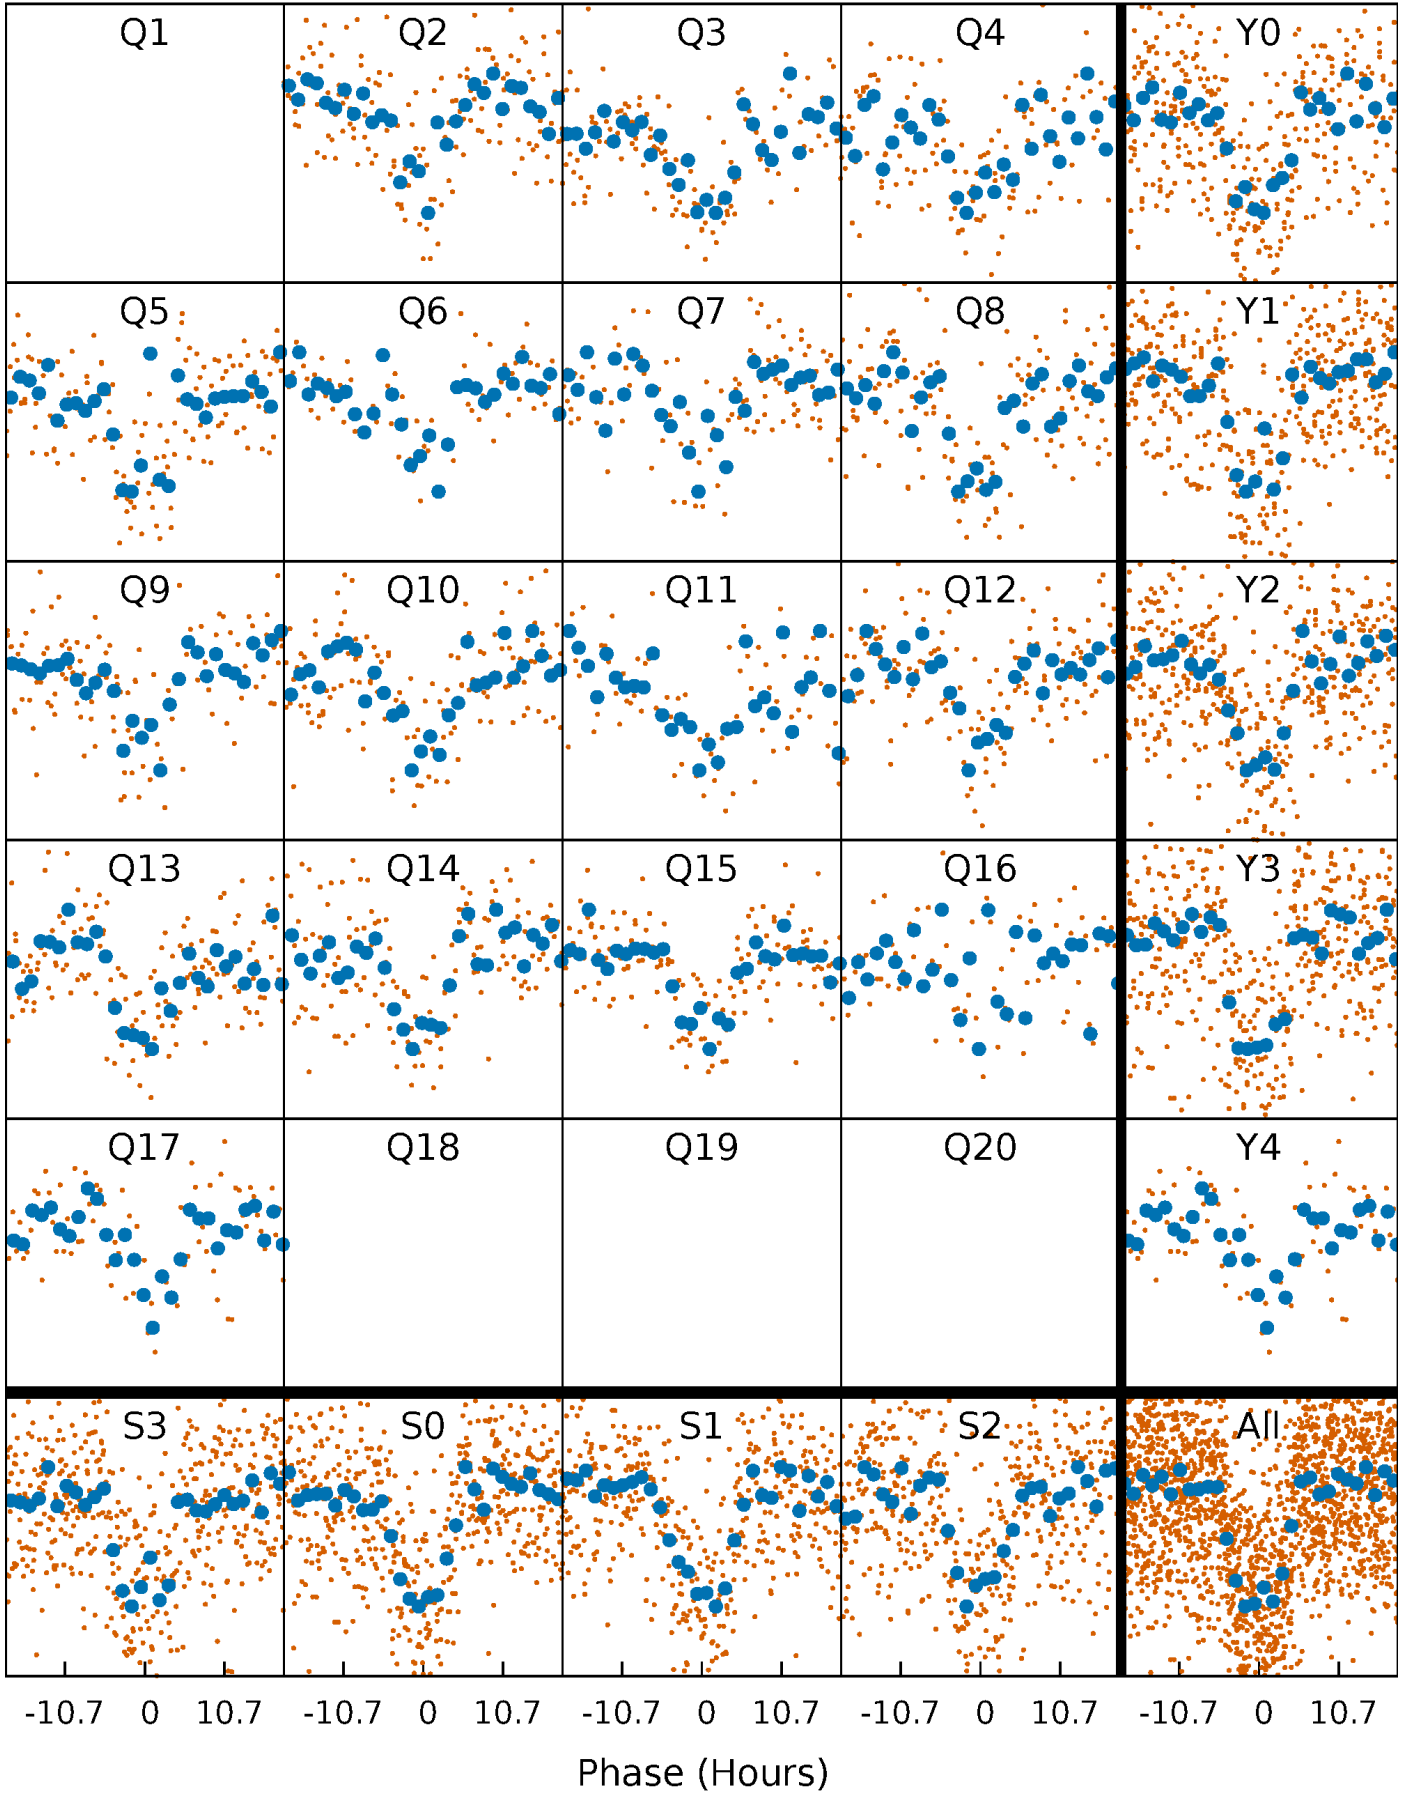 Q1 Q2 Q3 Q4 Y0
Q5 Q6 Q7 Q8 Y1
Q9 Q10 Q11 Q12 Y2
Q13 Q14 Q15 Q16 Y3
Q17 Q18 Q19 Q20 Y4
S3 S0 S1 S2 All
-10.7 0 10.7 -10.7 0 10.7 -10.7 0 10.7 -10.7 0 10.7 -10.7 0 10.7
Phase (Hours)